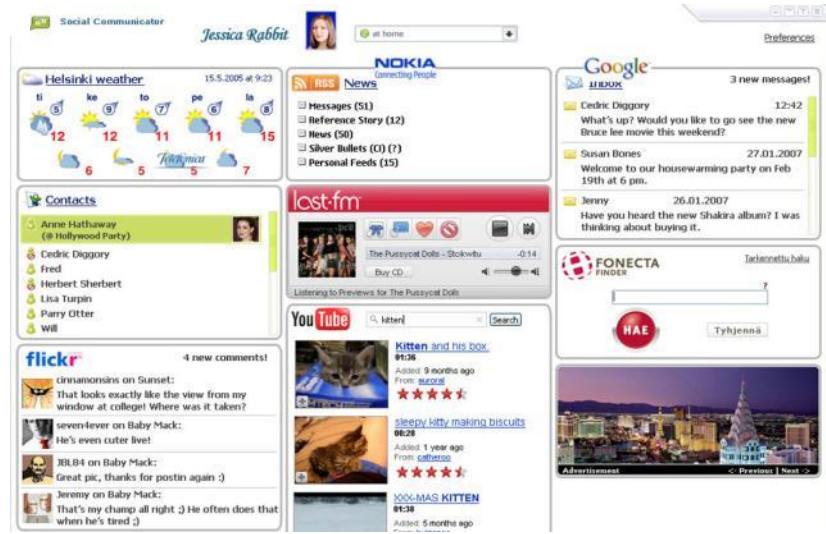 Social Communicator
Jessica Rabbit
at home
Preferences
Helsinki weather
15.5.2005 at 9:23
ti ke to pe la
5 9 7 6 8
12 12 11 11 15
Telefonica
6 5 5 7
NOKIA
Connecting People
RSS News
Messages (51)
Reference Story (12)
News (50)
Silver Bullets (CI) (?)
Personal Feeds (15)
Google
Inbox
3 new messages!
Cedric Diggory 12:42
What's up? Would you like to go see the new
Bruce lee movie this weekend?
Susan Bones 27.01.2007
Welcome to our housewarming party on Feb
19th at 6 pm.
Jenny 26.01.2007
Have you heard the new Shakira album? I was
thinking about buying it.
Contacts
Anne Hathaway
(@ Hollywood Party)
Cedric Diggory
Fred
Herbert Sherbert
Lisa Turpin
Parry Otter
Will
last·fm
pcd
The Pussycat Dolls - Stokwitu -0:14
Buy CD
Listening to Previews for The Pussycat Dolls
FONECTA
FINDER
Tarkennettu haku
?
HAE
Tyhjennä
flickr
4 new comments!
cinnamonsins on Sunset:
That looks exactly like the view from my
window at college! Where was it taken?
seven4ever on Baby Mack:
He's even cuter live!
JBL84 on Baby Mack:
Great pic, thanks for postin again :)
Jeremy on Baby Mack:
That's my champ all right ;) He often does that
when he's tired ;)
YouTube
kitten
Search
Kitten and his box.
01:36
Added: 9 months ago
From: auroral
sleepy kitty making biscuits
08:28
Added: 1 year ago
From: catheroo
XXX-MAS KITTEN
01:38
Added: 5 months ago
Advertisement
<- Previous | Next ->